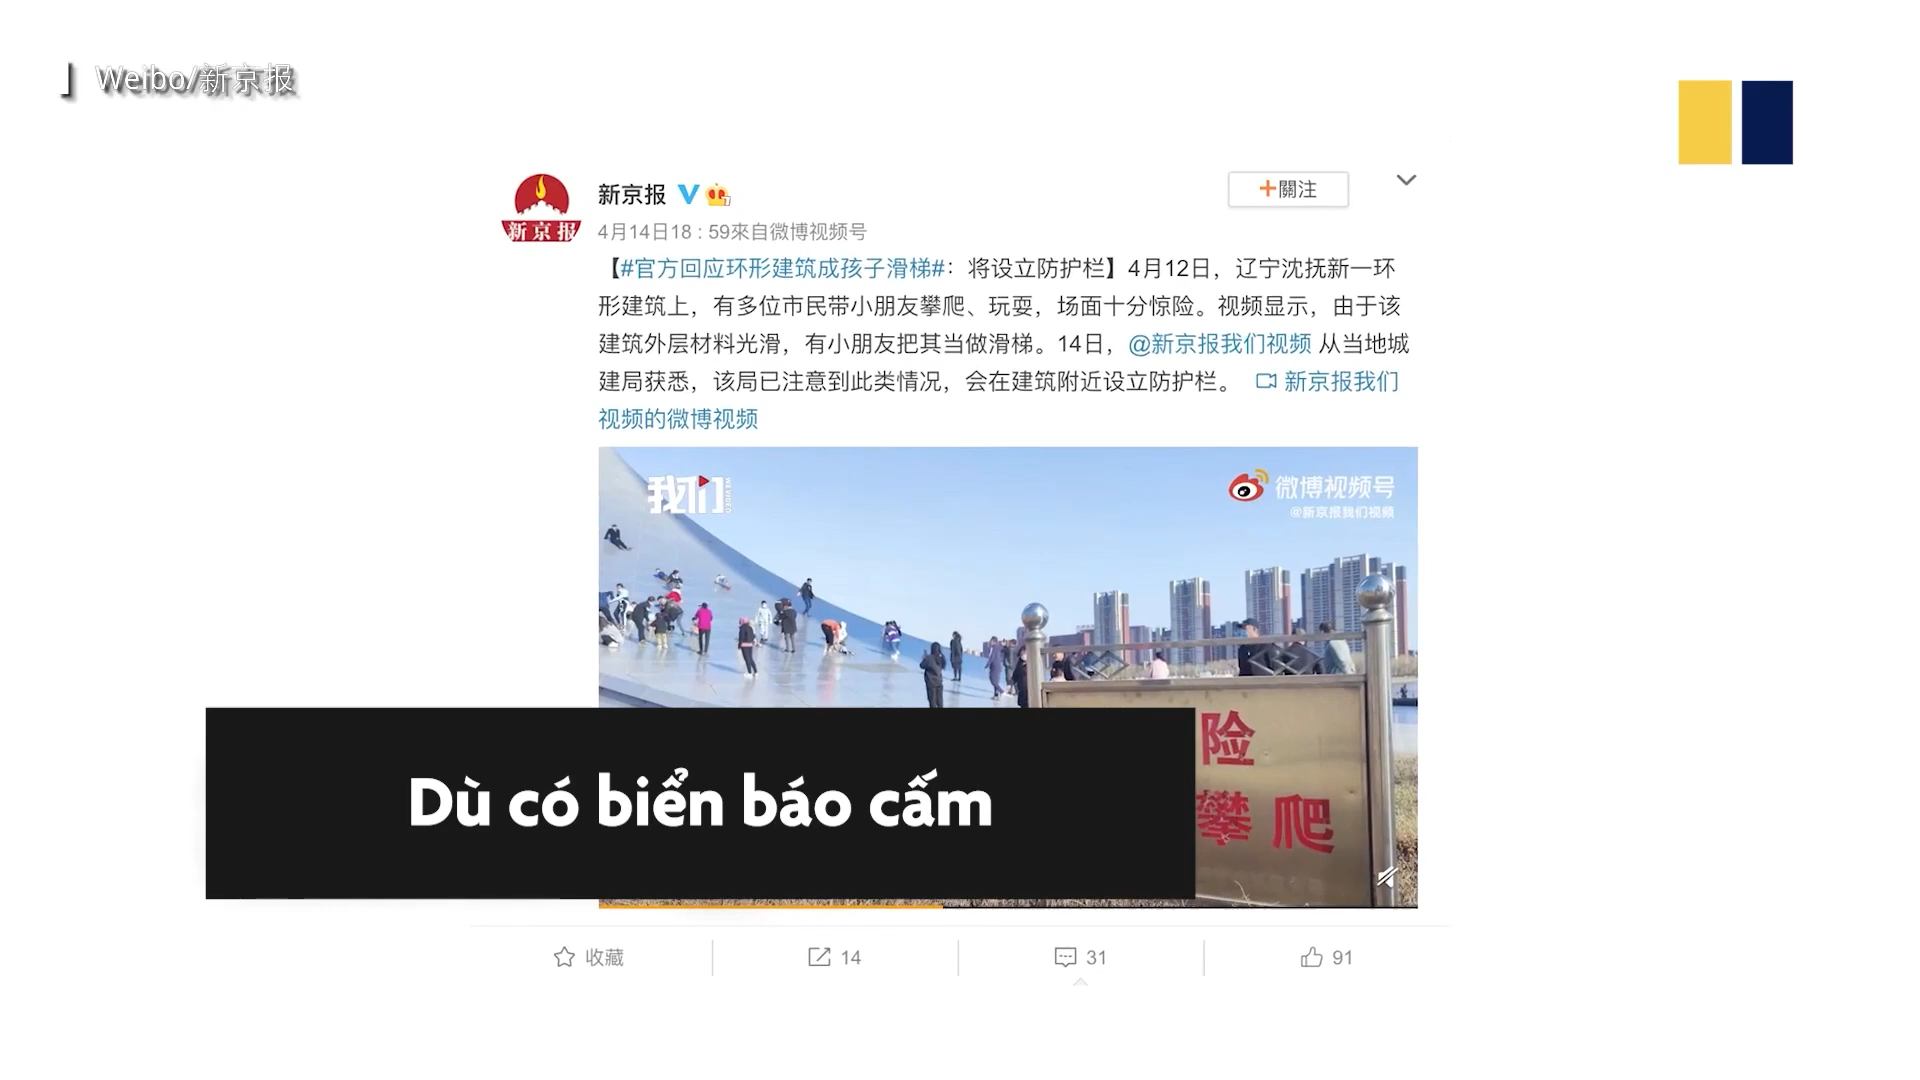 Weibo/新京报
新京报
新京报
+關注
4月14日18 : 59來自微博视频号
【#官方回应环形建筑成孩子滑梯#：将设立防护栏】4月12日，辽宁沈抚新一环
形建筑上，有多位市民带小朋友攀爬、玩耍，场面十分惊险。视频显示，由于该
建筑外层材料光滑，有小朋友把其当做滑梯。14日，@新京报我们视频 从当地城
建局获悉，该局已注意到此类情况，会在建筑附近设立防护栏。 新京报我们
视频的微博视频
我们
微博视频号
@新京报我们视频
险
攀爬
Dù có biển báo cấm
收藏
14
31
91